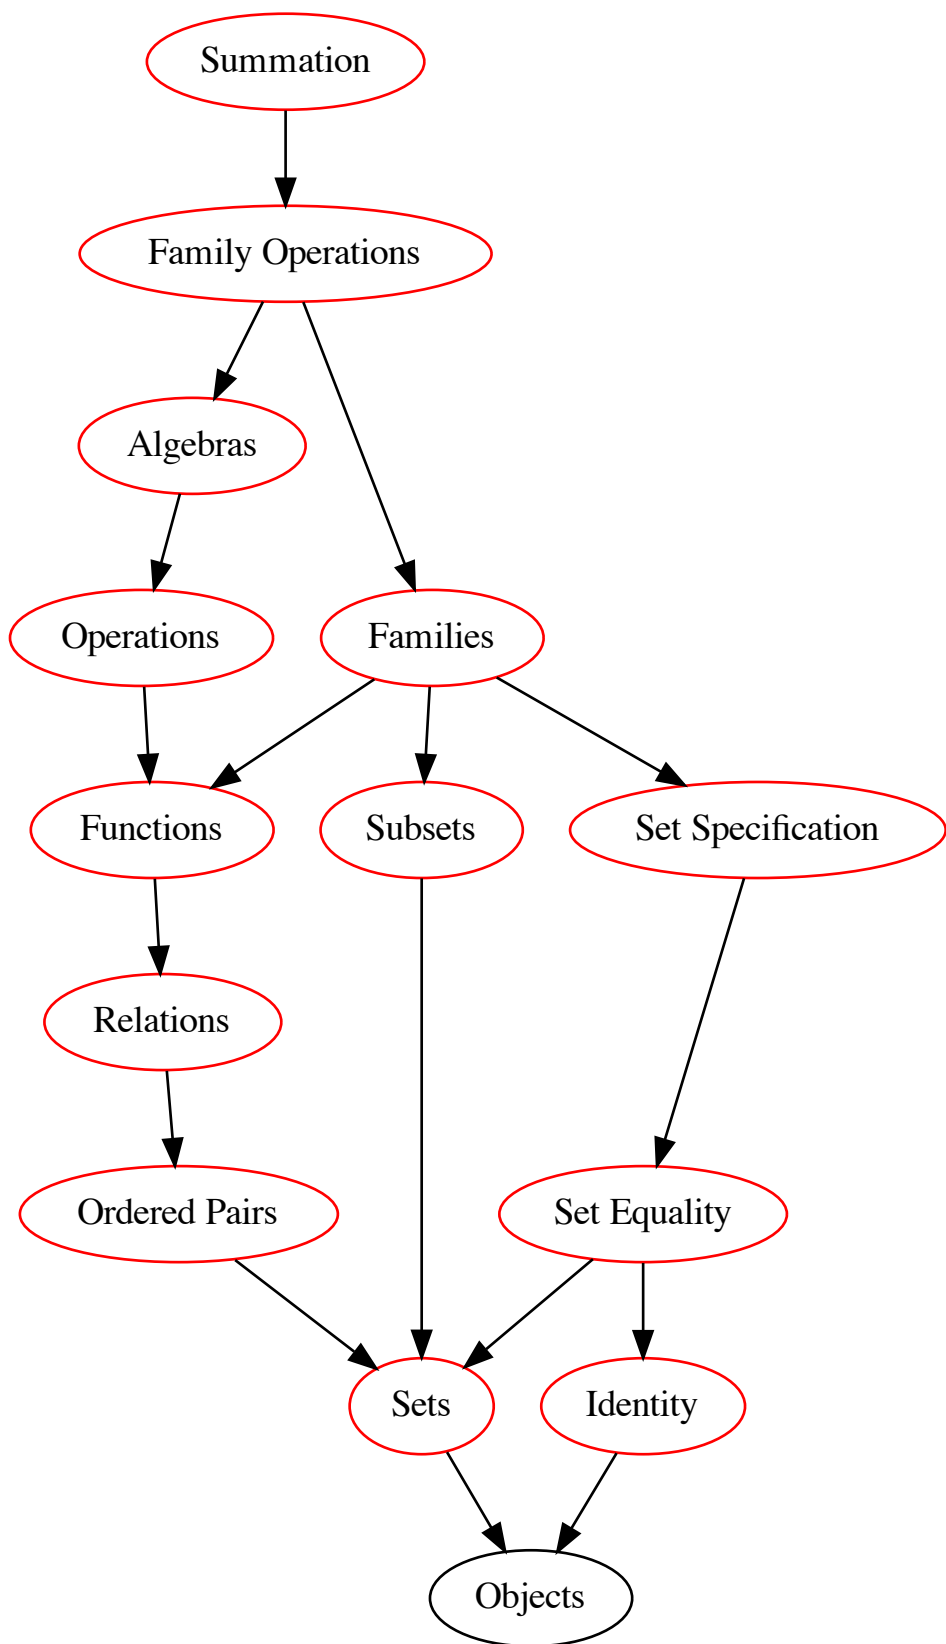 Summation
Family Operations
Algebras
Operations
Families
Functions
Subsets
Set Specification
Relations
Ordered Pairs
Set Equality
Sets
Identity
Objects